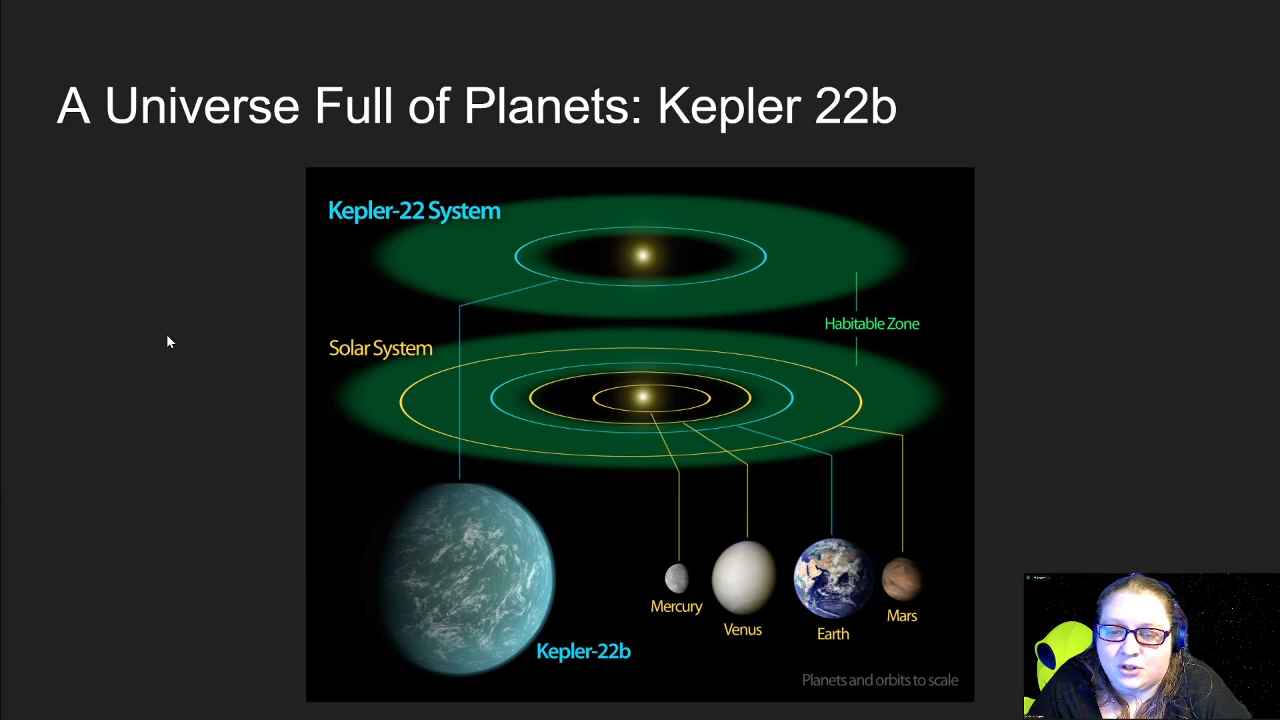 A Universe Full of Planets: Kepler 22b
Kepler-22 System
Habitable Zone
Solar System
Mercury
Venus
Earth
Mars
Kepler-22b
Planets and orbits to scale